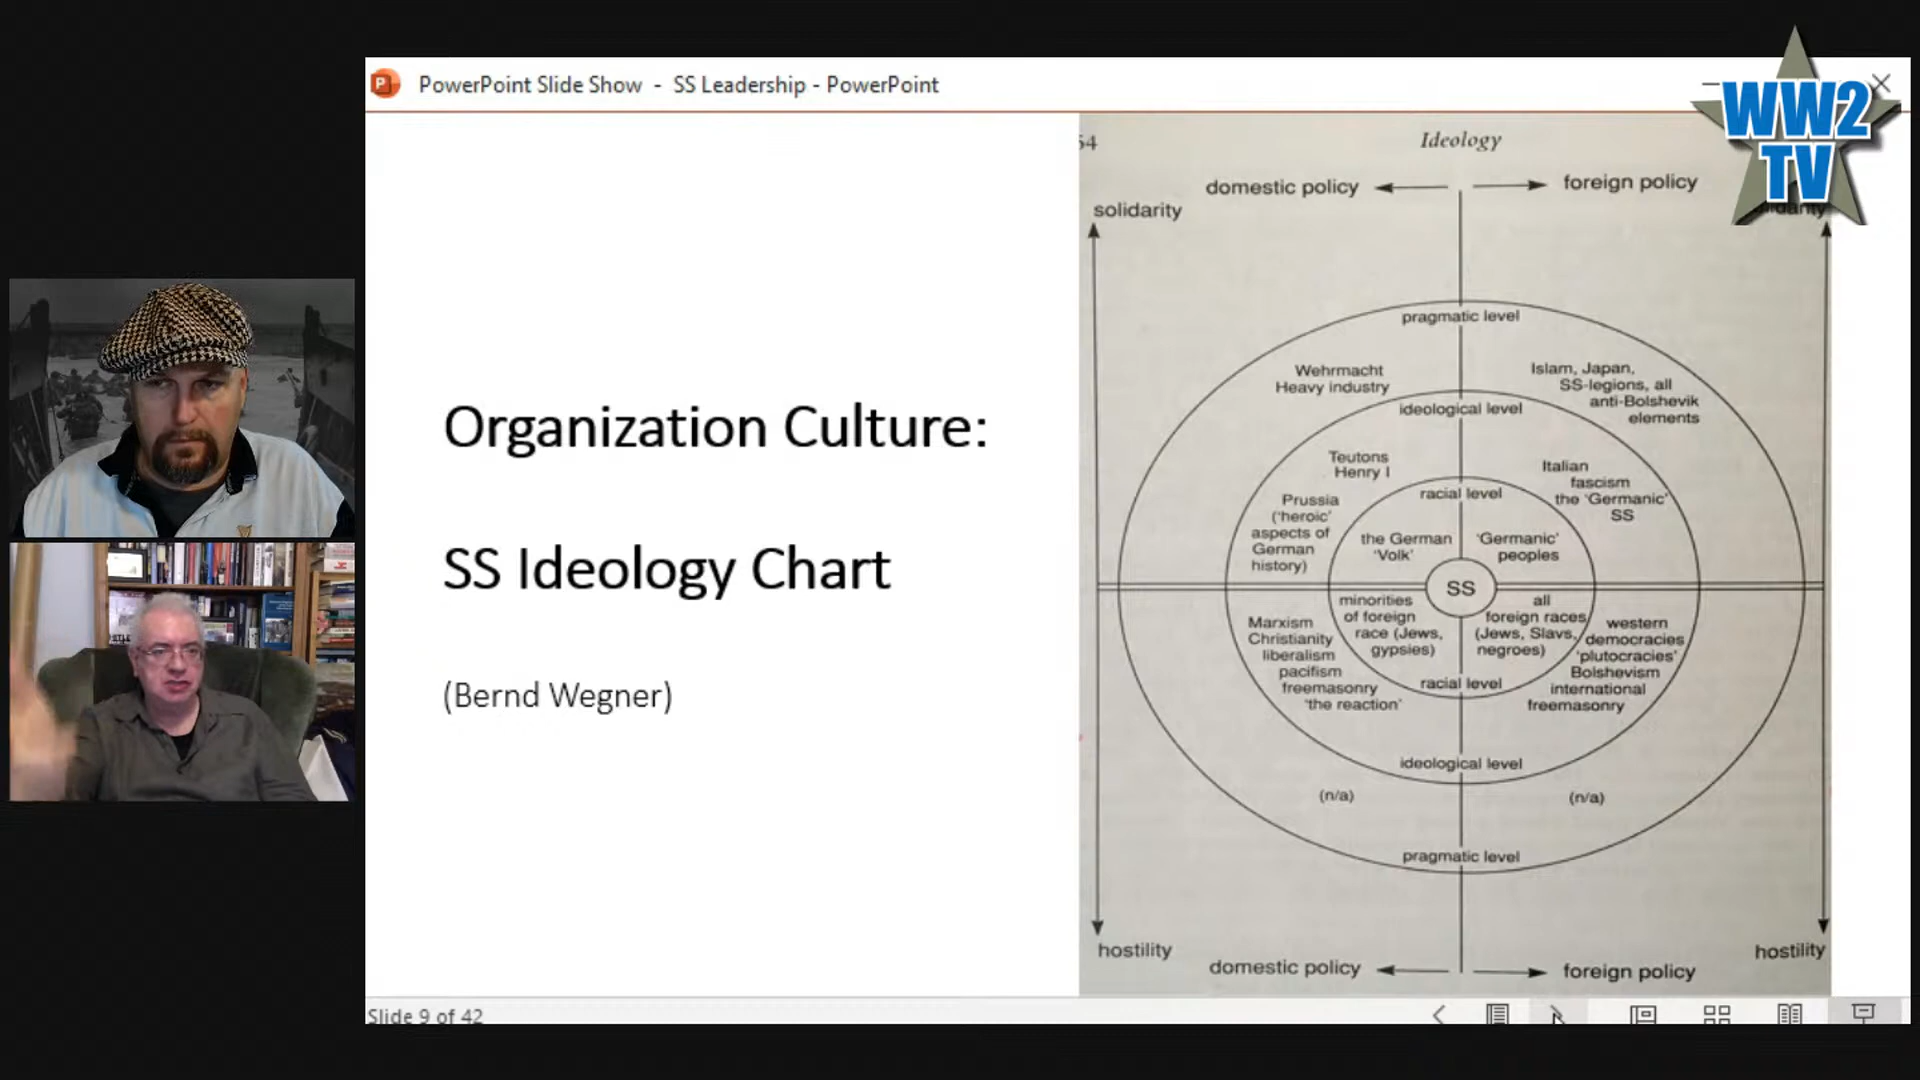 PowerPoint Slide Show - SS Leadership - PowerPoint
WW2
TV
Organization Culture:
SS Ideology Chart
(Bernd Wegner)
54
Ideology
domestic policy
foreign policy
solidarity
pragmatic level
Wehrmacht
Heavy industry
Islam, Japan,
SS-legions, all
anti-Bolshevik
elements
ideological level
Teutons
Henry I
Prussia
('heroic'
aspects of
German
history)
Italian
fascism
the 'Germanic'
SS
racial level
the German
'Volk'
'Germanic'
peoples
SS
minorities
of foreign
race (Jews,
gypsies)
all
foreign races
(Jews, Slavs,
negroes)
Marxism
Christianity
liberalism
pacifism
freemasonry
'the reaction'
western
democracies
'plutocracies'
Bolshevism
international
freemasonry
racial level
ideological level
(n/a)
(n/a)
pragmatic level
hostility
hostility
domestic policy
foreign policy
Slide 9 of 42